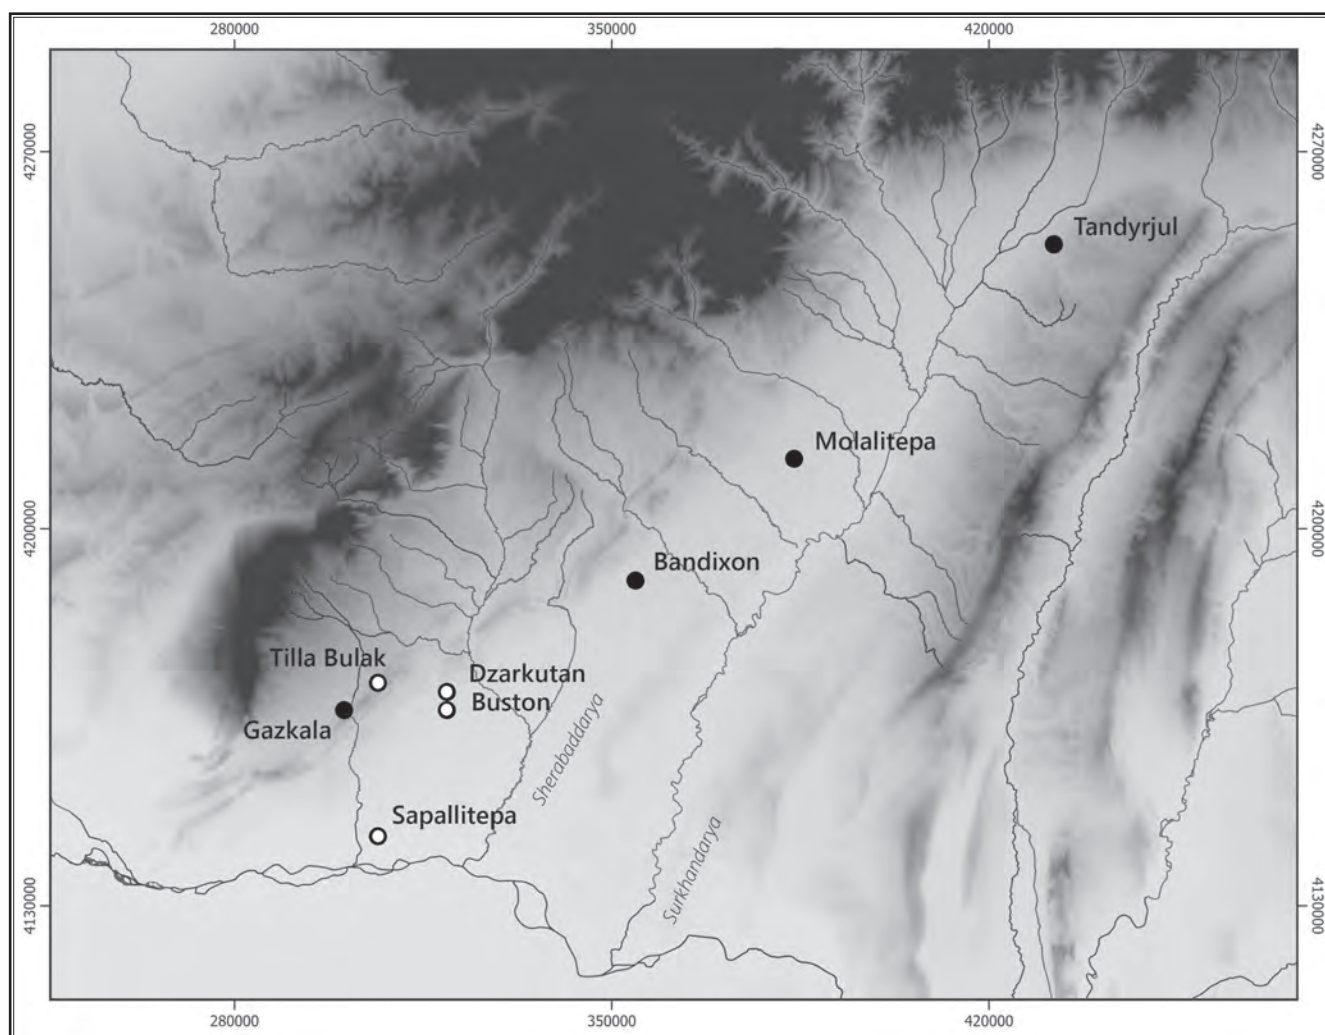 280000
350000
420000
4270000
4270000
Tandyrjul
Molalitepa
4200000
4200000
Bandixon
Tilla Bulak
Dzarkutan
Buston
Gazkala
Sherabaddarya
Sapallitepa
Surkhandarya
4130000
4130000
280000
350000
420000